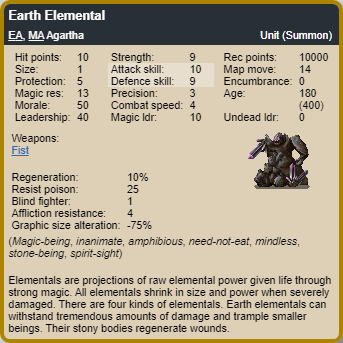 Earth Elemental
EA, MA Agartha Unit (Summon)
Hit points: 10 Strength: 9 Rec points: 10000
Size: 1 Attack skill: 10 Map move: 14
Protection: 5 Defence skill: 9 Encumbrance: 0
Magic res: 13 Precision: 3 Age: 180
Morale: 50 Combat speed: 4 (400)
Leadership: 40 Magic ldr: 10 Undead ldr: 0
Weapons:
Fist
Regeneration: 10%
Resist poison: 25
Blind fighter: 1
Affliction resistance: 4
Graphic size alteration: -75%
(Magic-being, inanimate, amphibious, need-not-eat, mindless,
stone-being, spirit-sight)
Elementals are projections of raw elemental power given life through
strong magic. All elementals shrink in size and power when severely
damaged. There are four kinds of elementals. Earth elementals can
withstand tremendous amounts of damage and trample smaller
beings. Their stony bodies regenerate wounds.